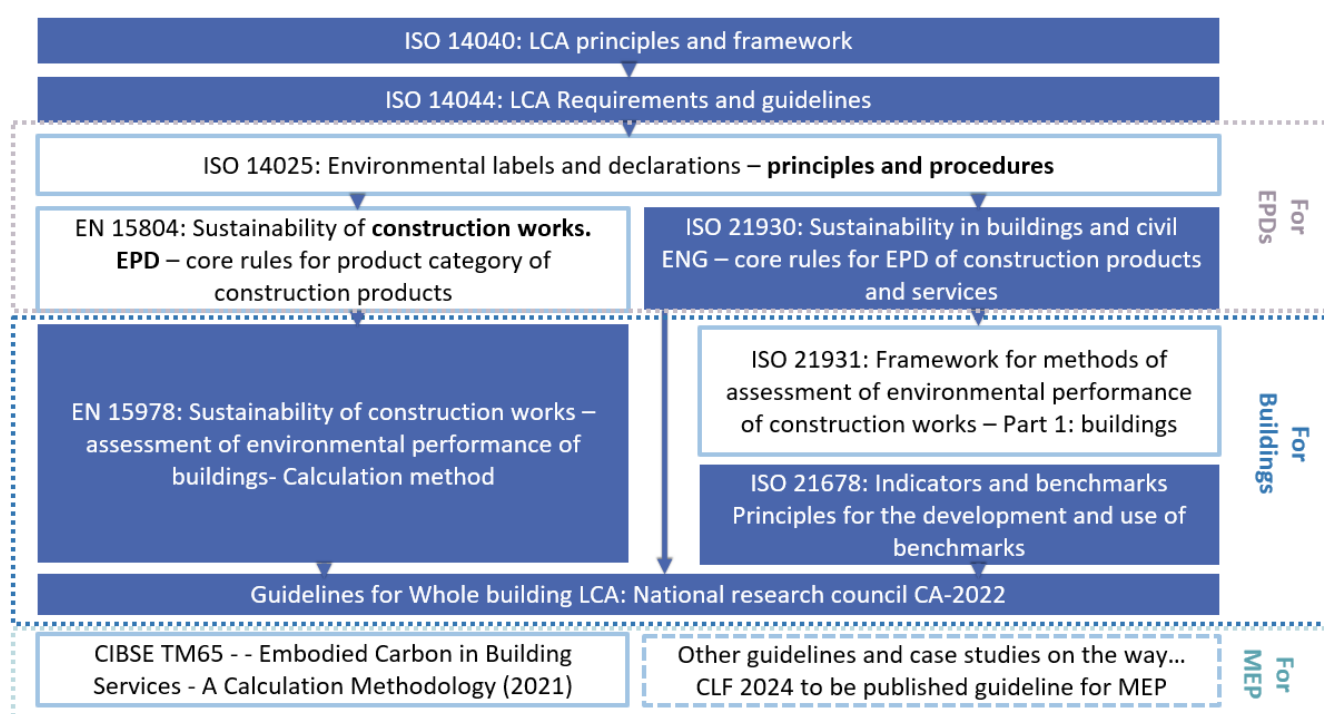 ISO 14040: LCA principles and framework
ISO 14044: LCA Requirements and guidelines
ISO 14025: Environmental labels and declarations – principles and procedures
EN 15804: Sustainability of construction works.
EPD – core rules for product category of
construction products
ISO 21930: Sustainability in buildings and civil
ENG – core rules for EPD of construction products
and services
For
EPDs
EN 15978: Sustainability of construction works –
assessment of environmental performance of
buildings- Calculation method
ISO 21931: Framework for methods of
assessment of environmental performance
of construction works – Part 1: buildings
ISO 21678: Indicators and benchmarks
Principles for the development and use of
benchmarks
Guidelines for Whole building LCA: National research council CA-2022
For
Buildings
CIBSE TM65 - - Embodied Carbon in Building
Services - A Calculation Methodology (2021)
Other guidelines and case studies on the way...
CLF 2024 to be published guideline for MEP
For
MEP